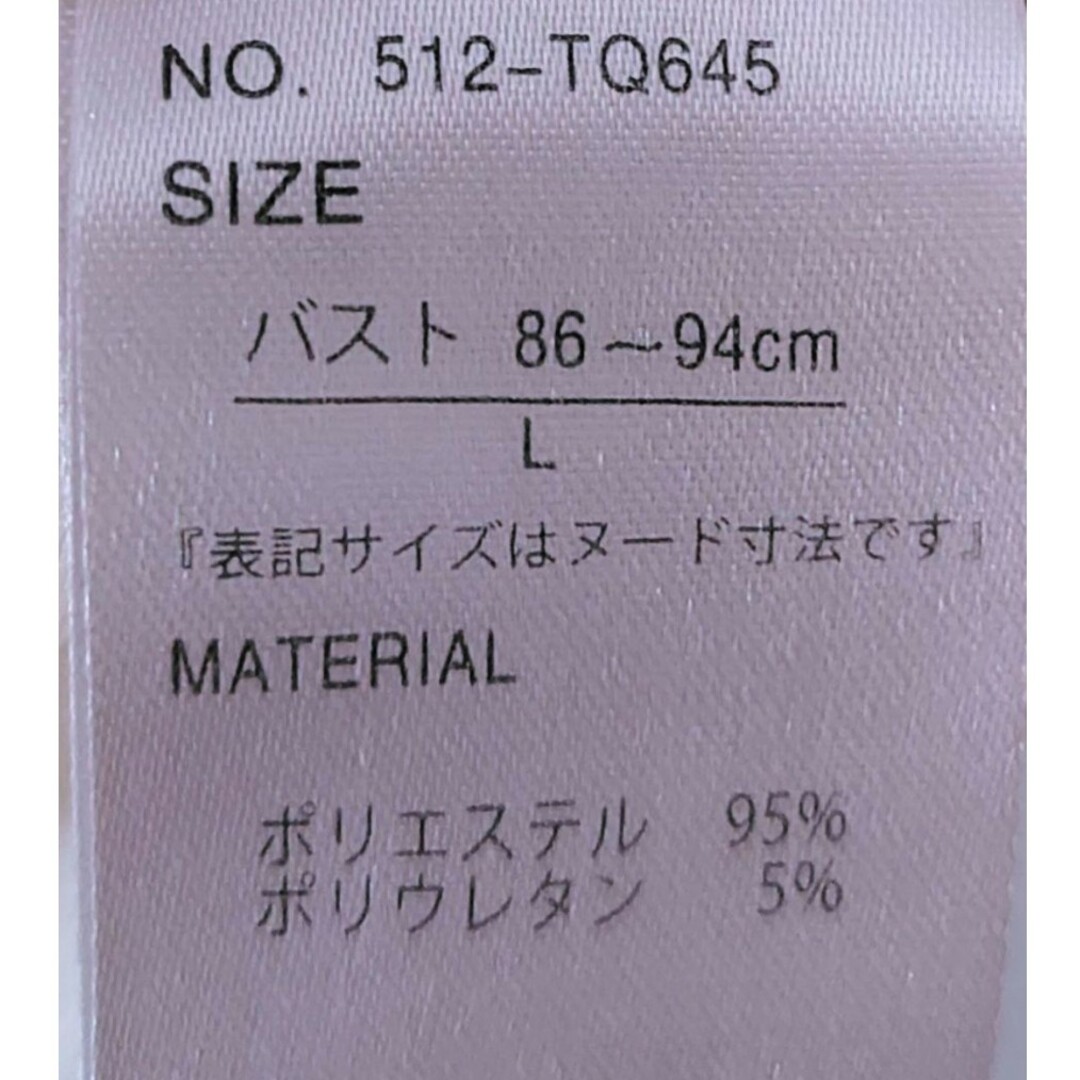 NO. 512-TQ645
SIZE
バスト 86～94cm
L
『表記サイズはヌード寸法です』
MATERIAL
ポリエステル 95%
ポリウレタン 5%